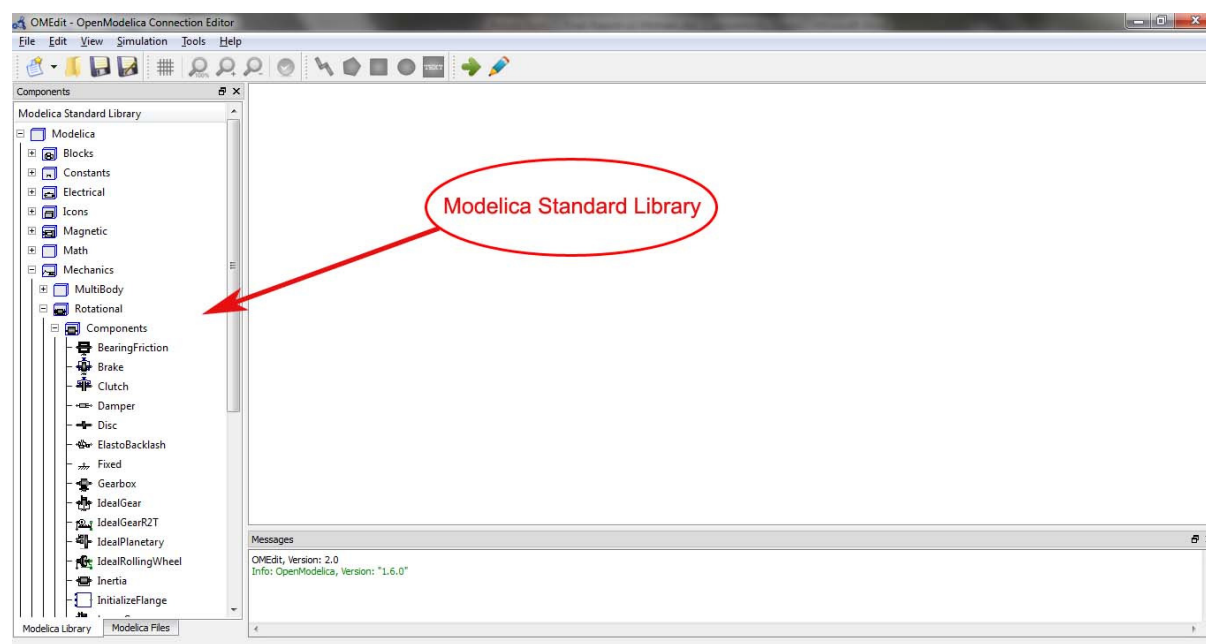 OMEdit - OpenModelica Connection Editor
File Edit View Simulation Tools Help
100%
TEXT
Components
Modelica Standard Library
Modelica
Blocks
Constants
Electrical
Icons
Magnetic
Math
Mechanics
MultiBody
Rotational
Components
BearingFriction
Brake
Clutch
Damper
Disc
ElastoBacklash
Fixed
Gearbox
IdealGear
IdealGearR2T
IdealPlanetary
IdealRollingWheel
Inertia
InitializeFlange
Modelica Library Modelica Files
Modelica Standard Library
Messages
OMEdit, Version: 2.0
Info: OpenModelica, Version: "1.6.0"